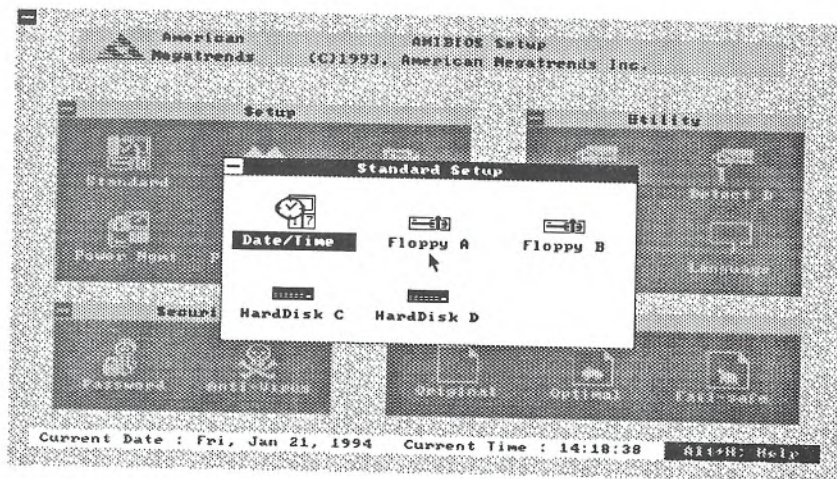 American
Megatrends
AMIBIOS Setup
(C)1993, American Megatrends Inc.
Setup
Utility
Standard
Standard Setup
Detect D
Date/Time
Floppy A
Floppy B
Power Mgmt
Language
HardDisk C
HardDisk D
Securi
Password
Anti-Virus
Original
Optimal
Fail-safe
Current Date : Fri, Jan 21, 1994
Current Time : 14:18:38
Alt+H: Help